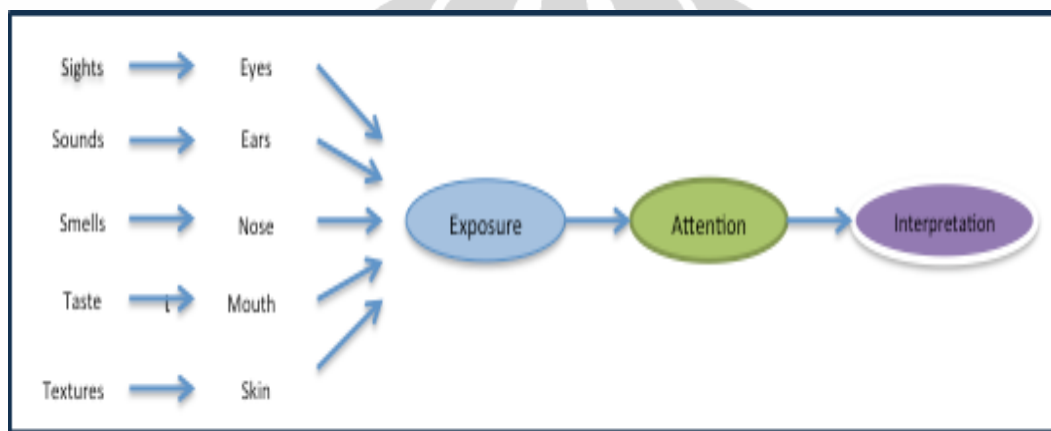 Sights Eyes
Sounds Ears
Smells Nose Exposure Attention Interpretation
Taste t Mouth
Textures Skin